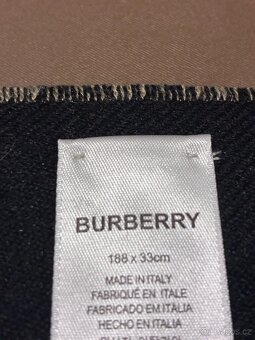 BURBERRY
188 x 33cm
MADE IN ITALY
FABRIQUÉ EN ITALE
FABRICADO EM ITÁLIA
HECHO EN ITALIA